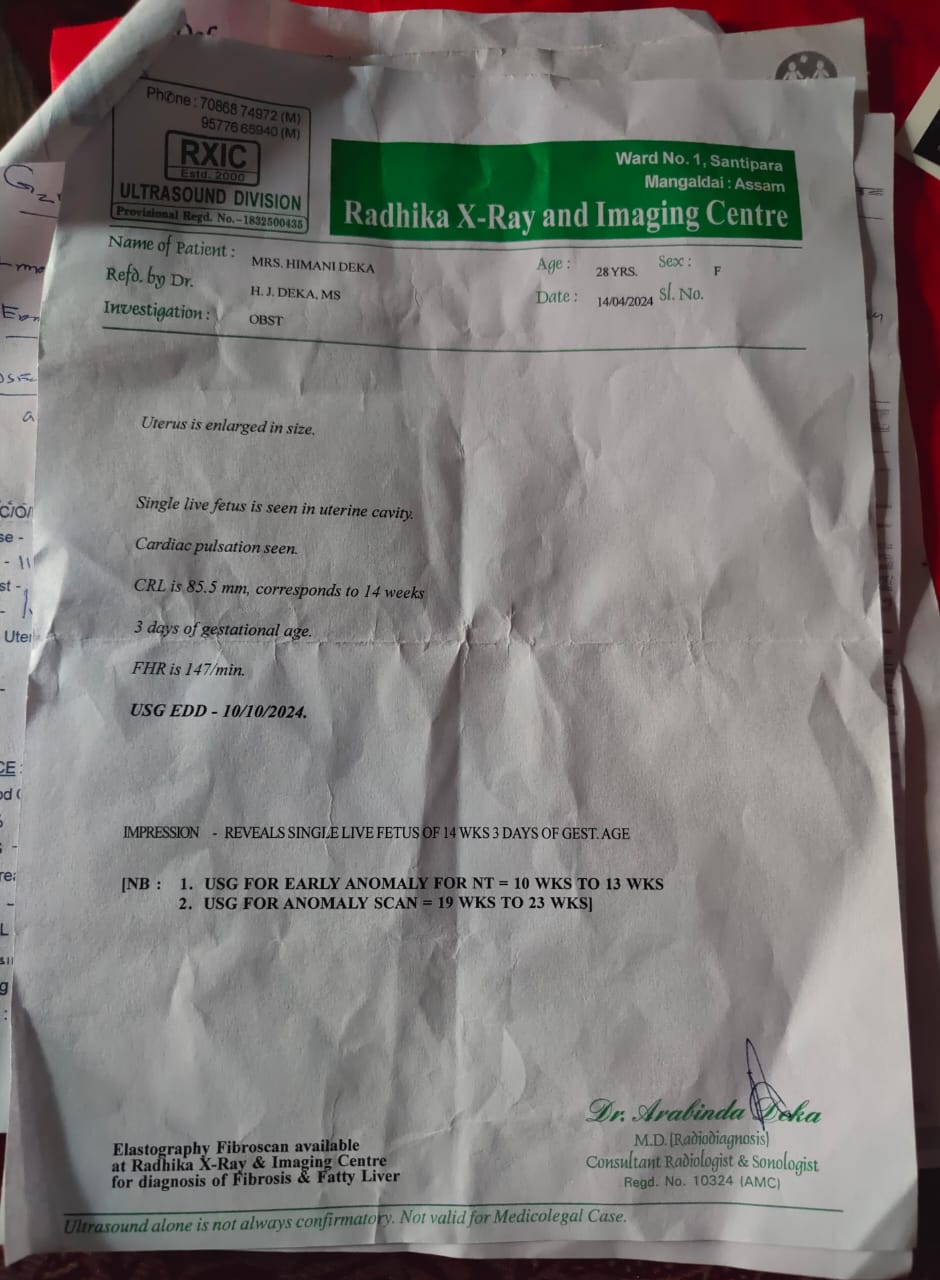 Phone : 70868 74972 (M)
95776 65940 (M)
RXIC
Estd. 2000
ULTRASOUND DIVISION
Provisional Regd. No.-1832500435
Ward No. 1, Santipara
Mangaldai : Assam
Radhika X-Ray and Imaging Centre
Name of Patient : MRS. HIMANI DEKA Age : 28 YRS. Sex : F
Refd. by Dr. H. J. DEKA, MS Date : 14/04/2024 Sl. No.
Investigation : OBST
Uterus is enlarged in size.
Single live fetus is seen in uterine cavity.
Cardiac pulsation seen.
CRL is 85.5 mm, corresponds to 14 weeks
3 days of gestational age.
FHR is 147/min.
USG EDD - 10/10/2024.
IMPRESSION - REVEALS SINGLE LIVE FETUS OF 14 WKS 3 DAYS OF GEST. AGE
[NB : 1. USG FOR EARLY ANOMALY FOR NT = 10 WKS TO 13 WKS
2. USG FOR ANOMALY SCAN = 19 WKS TO 23 WKS]
Dr. Arabinda Deka
M.D. (Radiodiagnosis)
Consultant Radiologist & Sonologist
Regd. No. 10324 (AMC)
Elastography Fibroscan available
at Radhika X-Ray & Imaging Centre
for diagnosis of Fibrosis & Fatty Liver
Ultrasound alone is not always confirmatory. Not valid for Medicolegal Case.